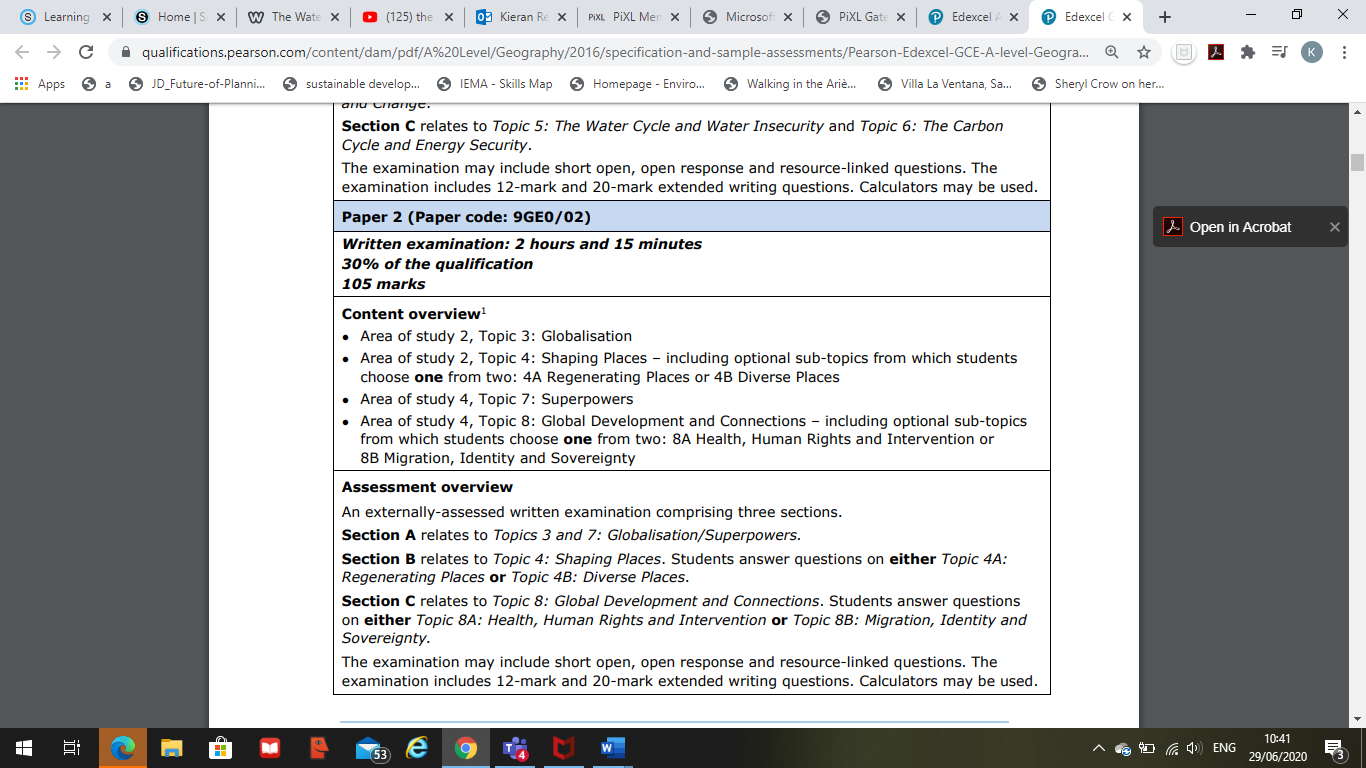 Learning
Home | S
The Wate
(125) the
Kieran Re
PiXL PiXL Mem
Microsoft
PiXL Gate
Edexcel A
Edexcel G
qualifications.pearson.com/content/dam/pdf/A%20Level/Geography/2016/specification-and-sample-assessments/Pearson-Edexcel-GCE-A-level-Geogra...
K
Apps
a
JD_Future-of-Planni...
sustainable develop...
IEMA - Skills Map
Homepage - Enviro...
Walking in the Ariè...
Villa La Ventana, Sa...
Sheryl Crow on her...
and Change.
Section C relates to Topic 5: The Water Cycle and Water Insecurity and Topic 6: The Carbon
Cycle and Energy Security.
The examination may include short open, open response and resource-linked questions. The
examination includes 12-mark and 20-mark extended writing questions. Calculators may be used.
Paper 2 (Paper code: 9GE0/02)
Written examination: 2 hours and 15 minutes
30% of the qualification
105 marks
Content overview1
• Area of study 2, Topic 3: Globalisation
• Area of study 2, Topic 4: Shaping Places – including optional sub-topics from which students
choose one from two: 4A Regenerating Places or 4B Diverse Places
• Area of study 4, Topic 7: Superpowers
• Area of study 4, Topic 8: Global Development and Connections – including optional sub-topics
from which students choose one from two: 8A Health, Human Rights and Intervention or
8B Migration, Identity and Sovereignty
Assessment overview
An externally-assessed written examination comprising three sections.
Section A relates to Topics 3 and 7: Globalisation/Superpowers.
Section B relates to Topic 4: Shaping Places. Students answer questions on either Topic 4A:
Regenerating Places or Topic 4B: Diverse Places.
Section C relates to Topic 8: Global Development and Connections. Students answer questions
on either Topic 8A: Health, Human Rights and Intervention or Topic 8B: Migration, Identity and
Sovereignty.
The examination may include short open, open response and resource-linked questions. The
examination includes 12-mark and 20-mark extended writing questions. Calculators may be used.
Open in Acrobat
53
4
ENG
10:41
29/06/2020
3